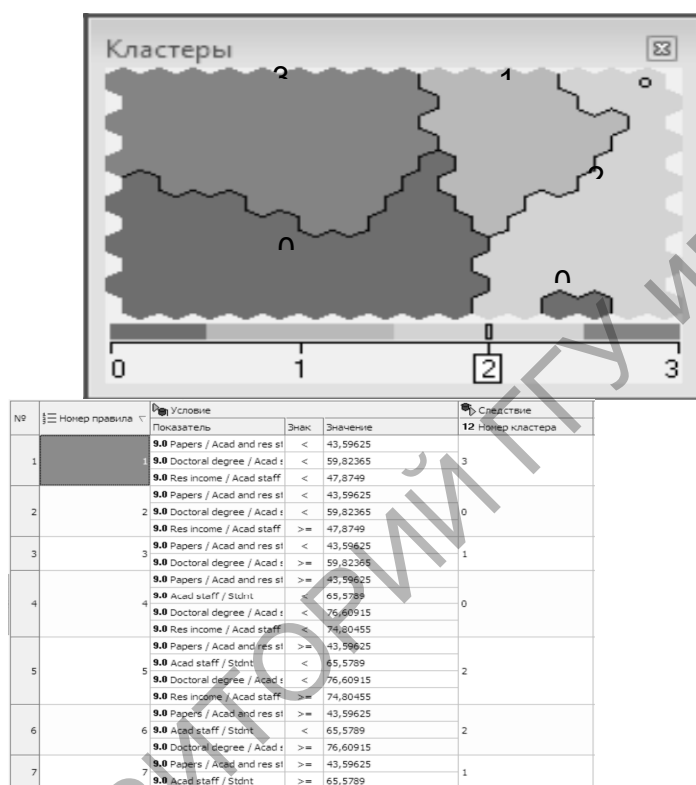 Кластеры
3
1
0
0
0 1 2 3
№ Номер правила Условие Следствие
Показатель Знак Значение 12 Номер кластера
1 1 9.0 Papers / Acad and res st < 43,59625 3
9.0 Doctoral degree / Acad s < 59,82365
9.0 Res income / Acad staff < 47,8749
2 2 9.0 Papers / Acad and res st < 43,59625 0
9.0 Doctoral degree / Acad s < 59,82365
9.0 Res income / Acad staff >= 47,8749
3 3 9.0 Papers / Acad and res st < 43,59625 1
9.0 Doctoral degree / Acad s >= 59,82365
4 4 9.0 Papers / Acad and res st >= 43,59625 0
9.0 Acad staff / Stdnt < 65,5789
9.0 Doctoral degree / Acad s < 76,60915
9.0 Res income / Acad staff < 74,80455
5 5 9.0 Papers / Acad and res st >= 43,59625 2
9.0 Acad staff / Stdnt < 65,5789
9.0 Doctoral degree / Acad s < 76,60915
9.0 Res income / Acad staff >= 74,80455
6 6 9.0 Papers / Acad and res st >= 43,59625 2
9.0 Acad staff / Stdnt < 65,5789
9.0 Doctoral degree / Acad s >= 76,60915
7 7 9.0 Papers / Acad and res st >= 43,59625 1
9.0 Acad staff / Stdnt >= 65,5789
ИТОРИЙ ГГУ